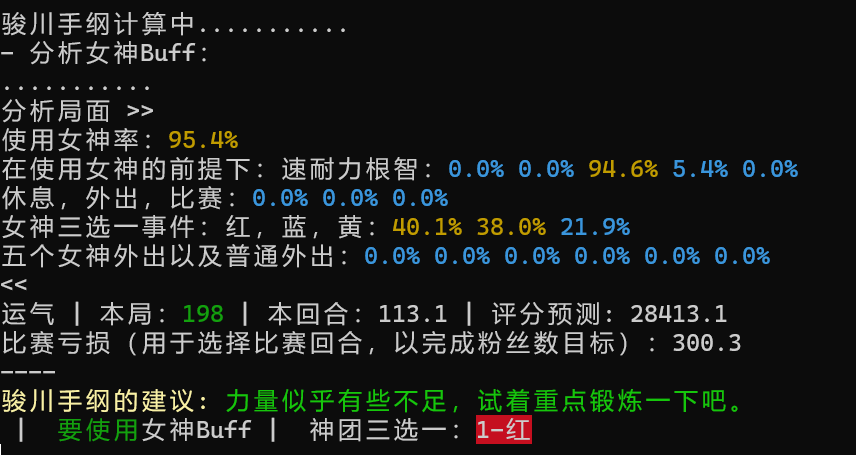 骏川手纲计算中...........
- 分析女神Buff:
...........
分析局面 >>
使用女神率: 95.4%
在使用女神的前提下: 速耐力根智: 0.0% 0.0% 94.6% 5.4% 0.0%
休息, 外出, 比赛: 0.0% 0.0% 0.0%
女神三选一事件: 红, 蓝, 黄: 40.1% 38.0% 21.9%
五个女神外出以及普通外出: 0.0% 0.0% 0.0% 0.0% 0.0% 0.0%
<<
运气 | 本局: 198 | 本回合: 113.1 | 评分预测: 28413.1
比赛亏损（用于选择比赛回合, 以完成粉丝数目标）: 300.3
----
骏川手纲的建议: 力量似乎有些不足, 试着重点锻炼一下吧。
| 要使用女神Buff | 神团三选一: 1-红